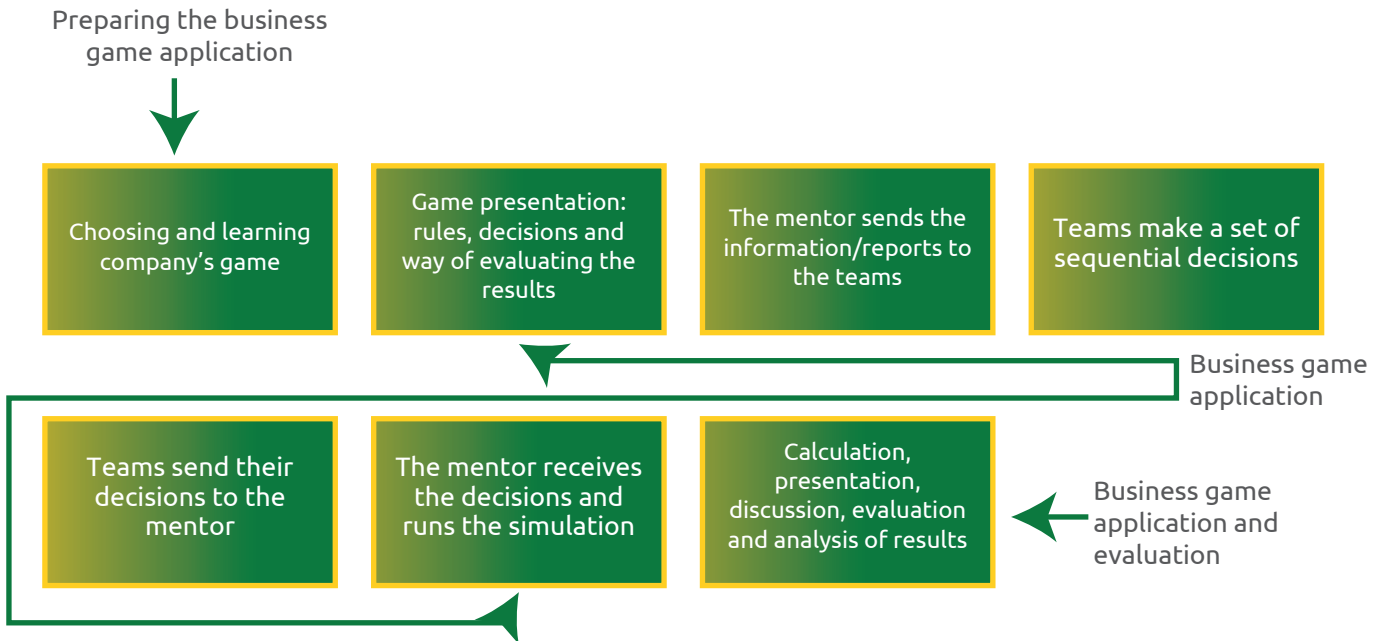 Preparing the business
game application
Choosing and learning
company’s game
Game presentation:
rules, decisions and
way of evaluating the
results
The mentor sends the
information/reports to
the teams
Teams make a set of
sequential decisions
Business game
application
Teams send their
decisions to the
mentor
The mentor receives
the decisions and
runs the simulation
Calculation,
presentation,
discussion, evaluation
and analysis of results
Business game
application and
evaluation